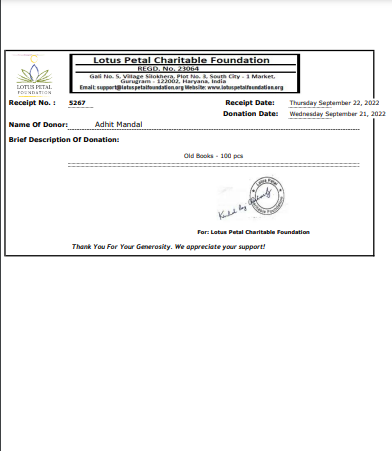 Lotus Petal Charitable Foundation
REGD. No. 23064
Gali No. 5, Village Silokhera, Plot No. 3, South City - 1 Market,
Gurugram - 122002, Haryana, India
Email: support@lotuspetalfoundation.org Website: www.lotuspetalfoundation.org
LOTUS PETAL
FOUNDATION
Receipt No. : 5267 Receipt Date: Thursday September 22, 2022
Donation Date: Wednesday September 21, 2022
Name Of Donor: Adhit Mandal
Brief Description Of Donation:
Old Books - 100 pcs
Lotus Petal
Charitable Foundation
For: Lotus Petal Charitable Foundation
Thank You For Your Generosity. We appreciate your support!